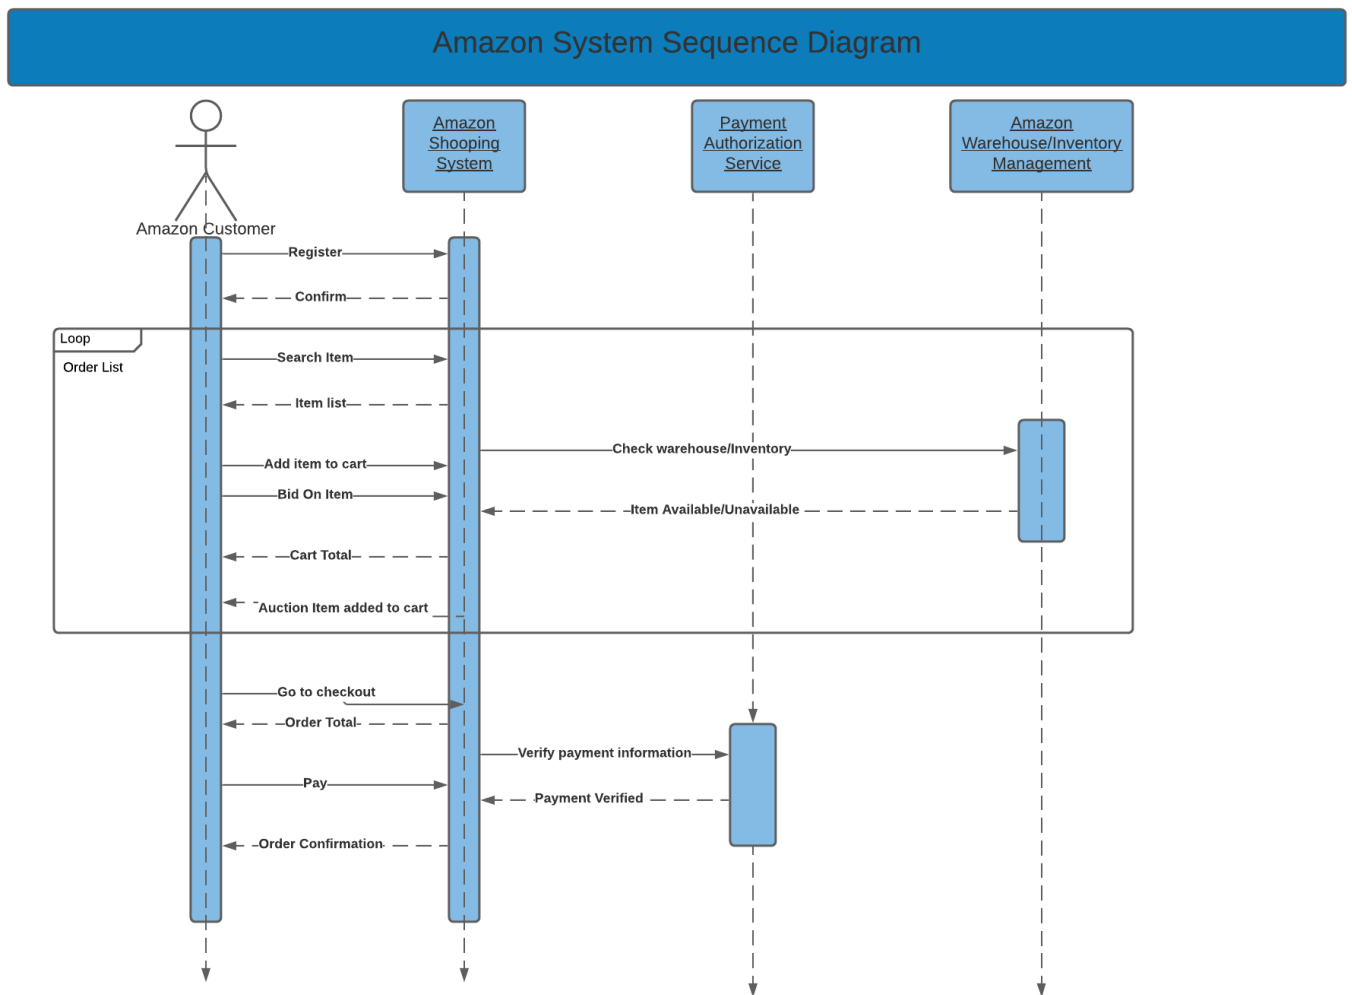 Amazon System Sequence Diagram
Amazon
Shooping
System
Payment
Authorization
Service
Amazon
Warehouse/Inventory
Management
Amazon Customer
Register
Confirm
Loop
Order List
Search Item
Item list
Check warehouse/Inventory
Add item to cart
Bid On Item
Item Available/Unavailable
Cart Total
Auction Item added to cart
Go to checkout
Order Total
Verify payment information
Pay
Payment Verified
Order Confirmation